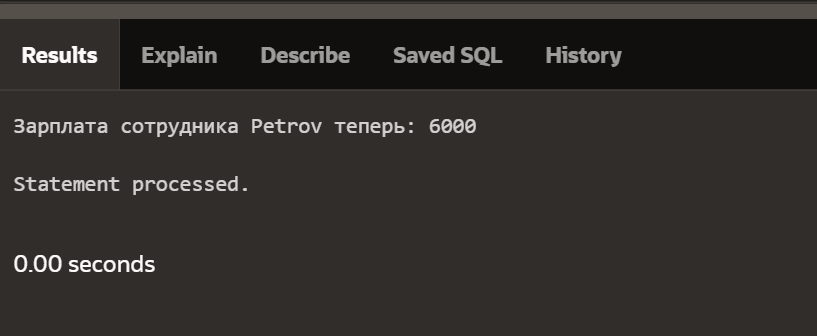 Results Explain Describe Saved SQL History
Зарплата сотрудника Petrov теперь: 6000
Statement processed.
0.00 seconds